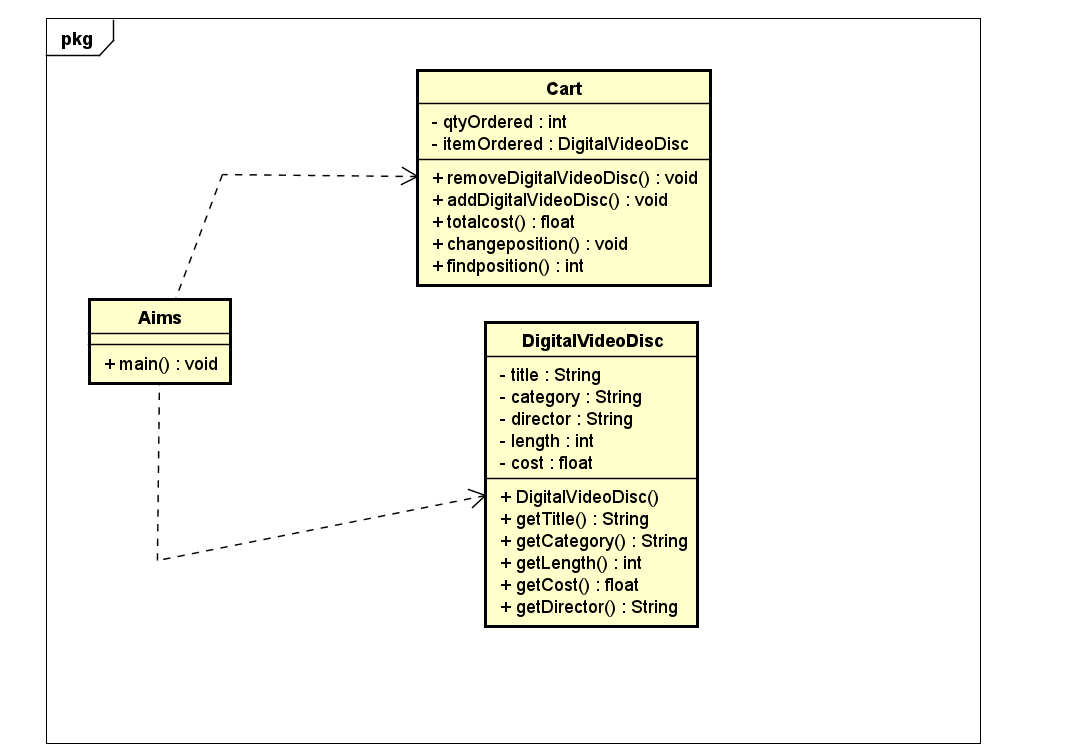 pkg
Cart
- qtyOrdered : int
- itemOrdered : DigitalVideoDisc
+ removeDigitalVideoDisc() : void
+ addDigitalVideoDisc() : void
+ totalcost() : float
+ changeposition() : void
+ findposition() : int
Aims
+ main() : void
DigitalVideoDisc
- title : String
- category : String
- director : String
- length : int
- cost : float
+ DigitalVideoDisc()
+ getTitle() : String
+ getCategory() : String
+ getLength() : int
+ getCost() : float
+ getDirector() : String